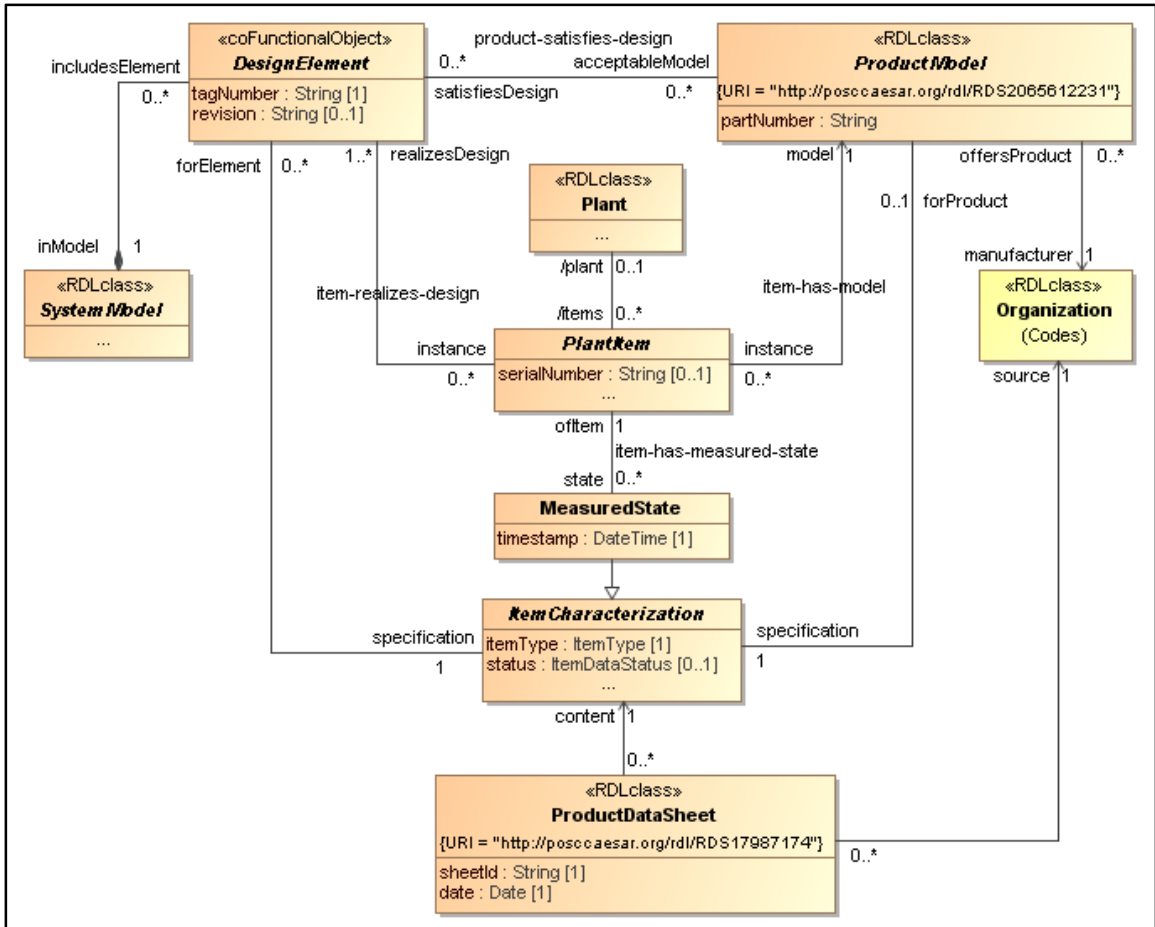 «coFunctionalObject»
DesignElement
tagNumber : String [1]
revision : String [0..1]
includesElement
0..*
product-satisfies-design
0..*
acceptableModel
satisfiesDesign
0..*
«RDLclass»
ProductModel
{URI = "http://posccaesar.org/rdl/RDS2065612231"}
partNumber : String
forElement
0..*
1..*
realizesDesign
model
1
offersProduct
0..*
0..1
forProduct
«RDLclass»
Plant
...
/plant
0..1
inModel
1
«RDLclass»
SystemModel
...
item-realizes-design
/items
0..*
item-has-model
manufacturer
1
«RDLclass»
Organization
(Codes)
source
1
instance
0..*
PlantItem
serialNumber : String [0..1]
...
instance
0..*
ofItem
1
item-has-measured-state
state
0..*
MeasuredState
timestamp : DateTime [1]
ItemCharacterization
itemType : ItemType [1]
status : ItemDataStatus [0..1]
...
specification
1
specification
1
content
1
0..*
«RDLclass»
ProductDataSheet
{URI = "http://posccaesar.org/rdl/RDS17987174"}
sheetId : String [1]
date : Date [1]
0..*